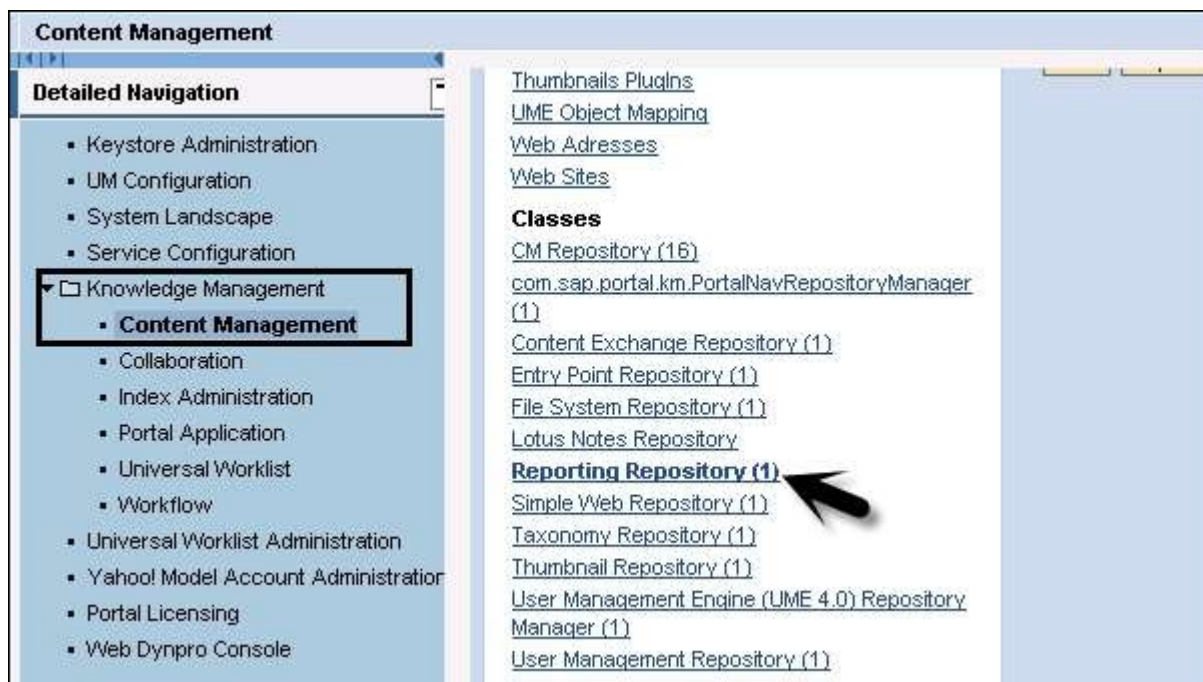 Content Management
Detailed Navigation
Keystore Administration
UM Configuration
System Landscape
Service Configuration
Knowledge Management
Content Management
Collaboration
Index Administration
Portal Application
Universal Worklist
Workflow
Universal Worklist Administration
Yahoo! Model Account Administration
Portal Licensing
Web Dynpro Console
Thumbnails PlugIns
UME Object Mapping
Web Adresses
Web Sites
Classes
CM Repository (16)
com.sap.portal.km.PortalNavRepositoryManager
(1)
Content Exchange Repository (1)
Entry Point Repository (1)
File System Repository (1)
Lotus Notes Repository
Reporting Repository (1)
Simple Web Repository (1)
Taxonomy Repository (1)
Thumbnail Repository (1)
User Management Engine (UME 4.0) Repository
Manager (1)
User Management Repository (1)